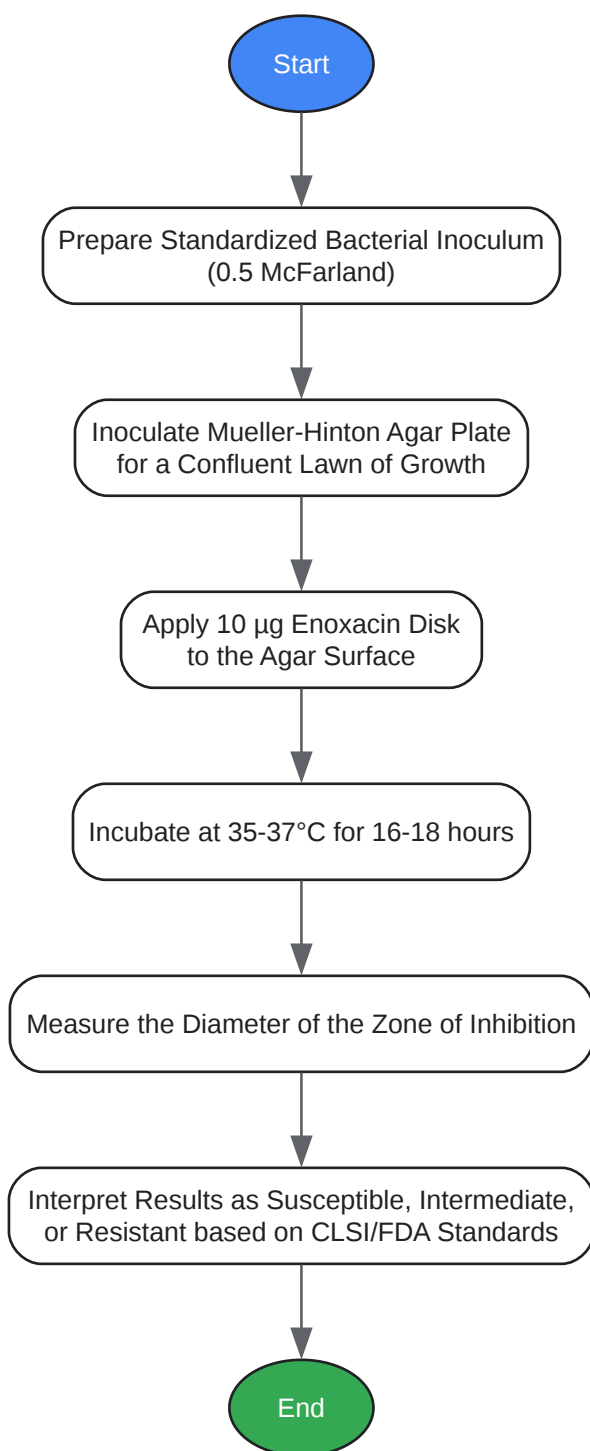 Start
Prepare Standardized Bacterial Inoculum
(0.5 McFarland)
Inoculate Mueller-Hinton Agar Plate
for a Confluent Lawn of Growth
Apply 10 µg Enoxacin Disk
to the Agar Surface
Incubate at 35-37°C for 16-18 hours
Measure the Diameter of the Zone of Inhibition
Interpret Results as Susceptible, Intermediate,
or Resistant based on CLSI/FDA Standards
End